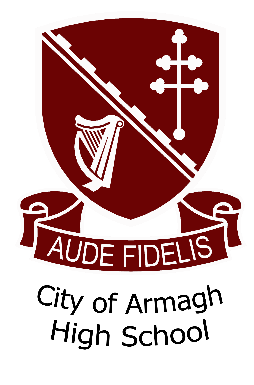 AUDE FIDELIS
City of Armagh
High School